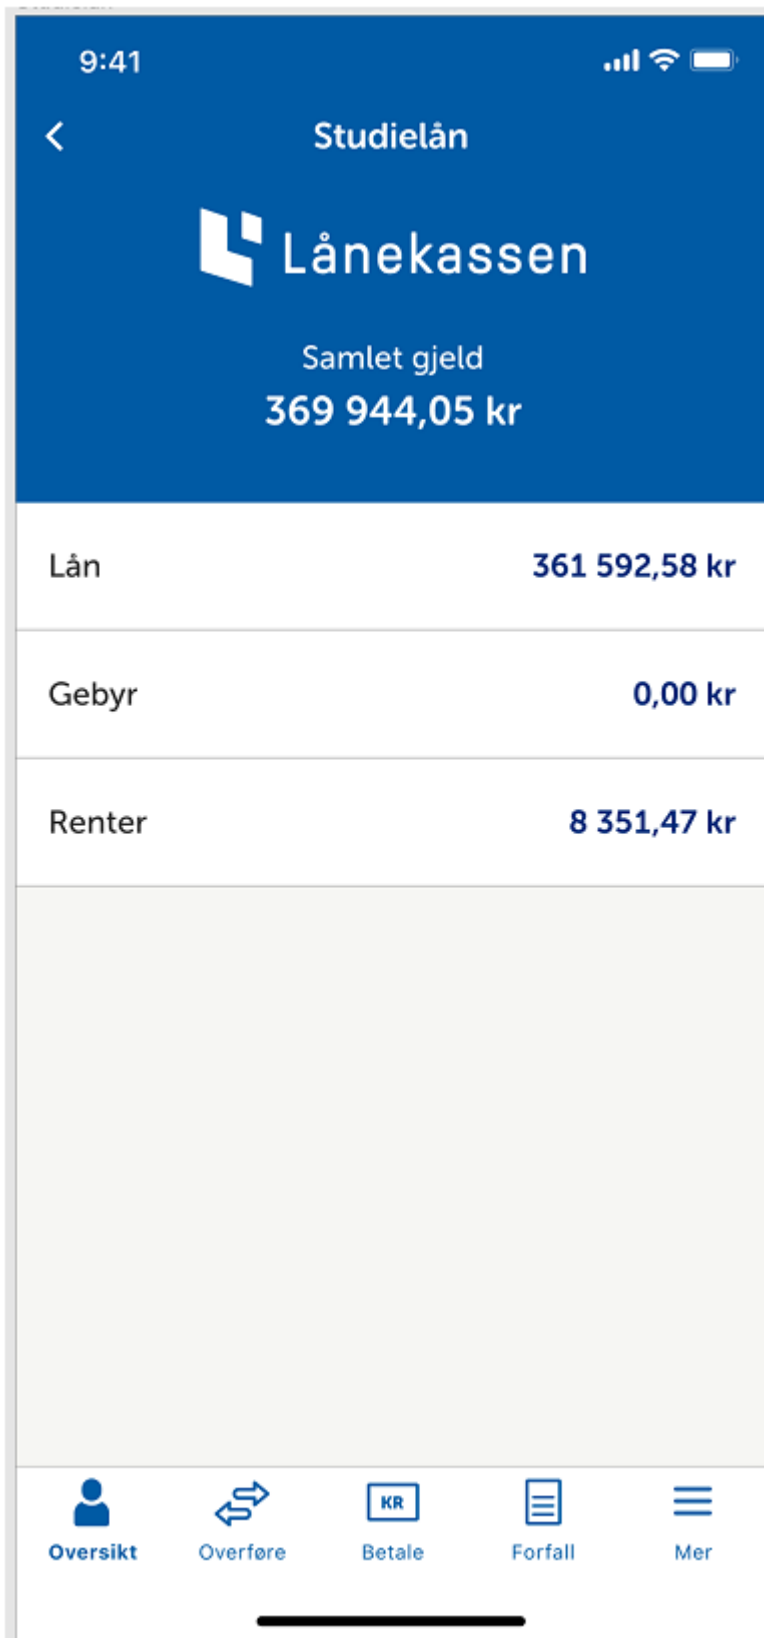 9:41
Studielån
Lånekassen
Samlet gjeld
369 944,05 kr
Lån 361 592,58 kr
Gebyr 0,00 kr
Renter 8 351,47 kr
KR
Oversikt Overføre Betale Forfall Mer